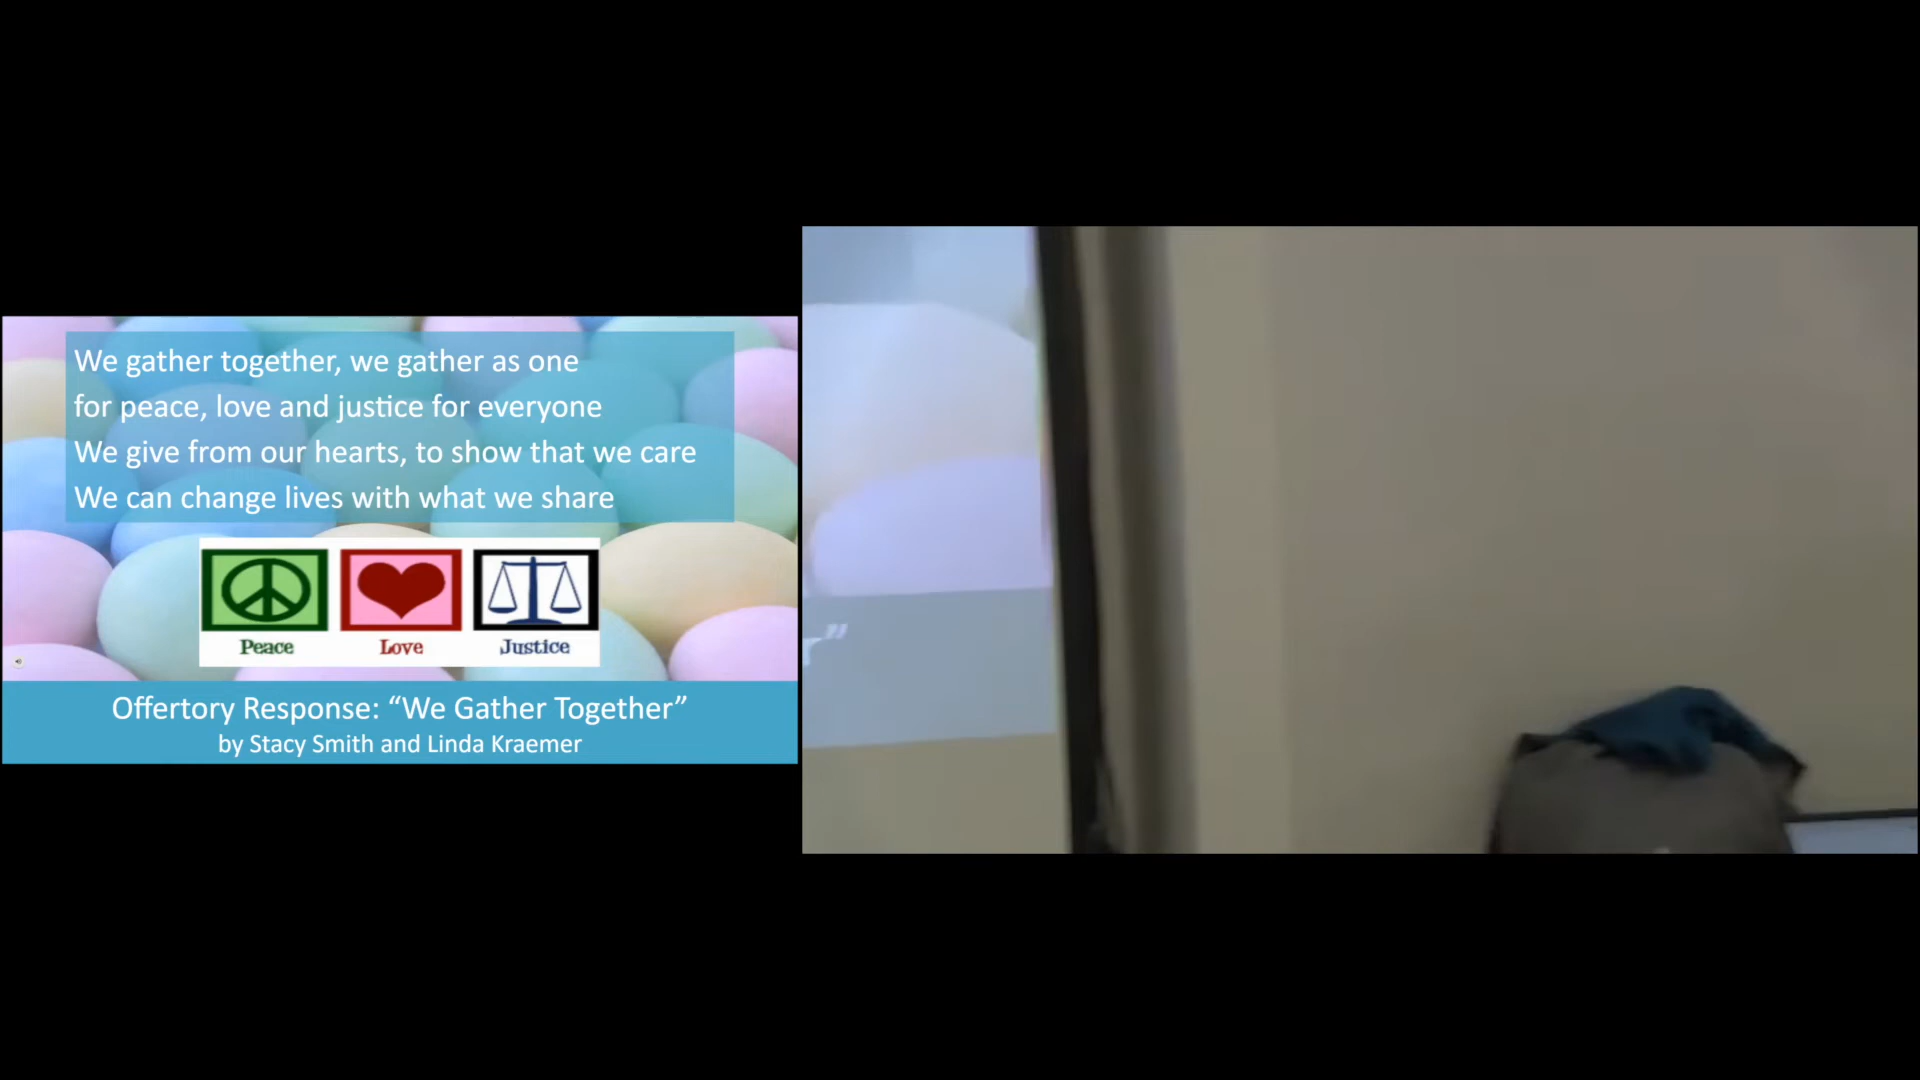 We gather together, we gather as one
for peace, love and justice for everyone
We give from our hearts, to show that we care
We can change lives with what we share
Peace Love Justice
Offertory Response: “We Gather Together”
by Stacy Smith and Linda Kraemer